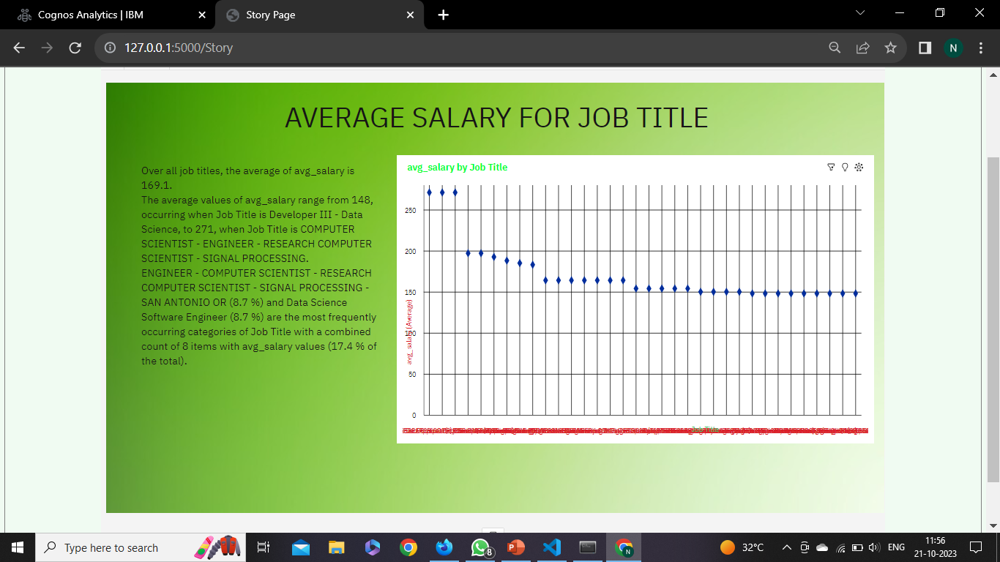 Cognos Analytics | IBM
Story Page
127.0.0.1:5000/Story
N
AVERAGE SALARY FOR JOB TITLE
Over all job titles, the average of avg_salary is
169.1.
The average values of avg_salary range from 148,
occurring when Job Title is Developer III - Data
Science, to 271, when Job Title is COMPUTER
SCIENTIST - ENGINEER - RESEARCH COMPUTER
SCIENTIST - SIGNAL PROCESSING.
ENGINEER - COMPUTER SCIENTIST - RESEARCH
COMPUTER SCIENTIST - SIGNAL PROCESSING -
SAN ANTONIO OR (8.7 %) and Data Science
Software Engineer (8.7 %) are the most frequently
occurring categories of Job Title with a combined
count of 8 items with avg_salary values (17.4 % of
the total).
avg_salary by Job Title
250
200
150
100
50
0
avg_salary (Average)
Job Title
Type here to search
8
32°C
ENG
11:56
21-10-2023